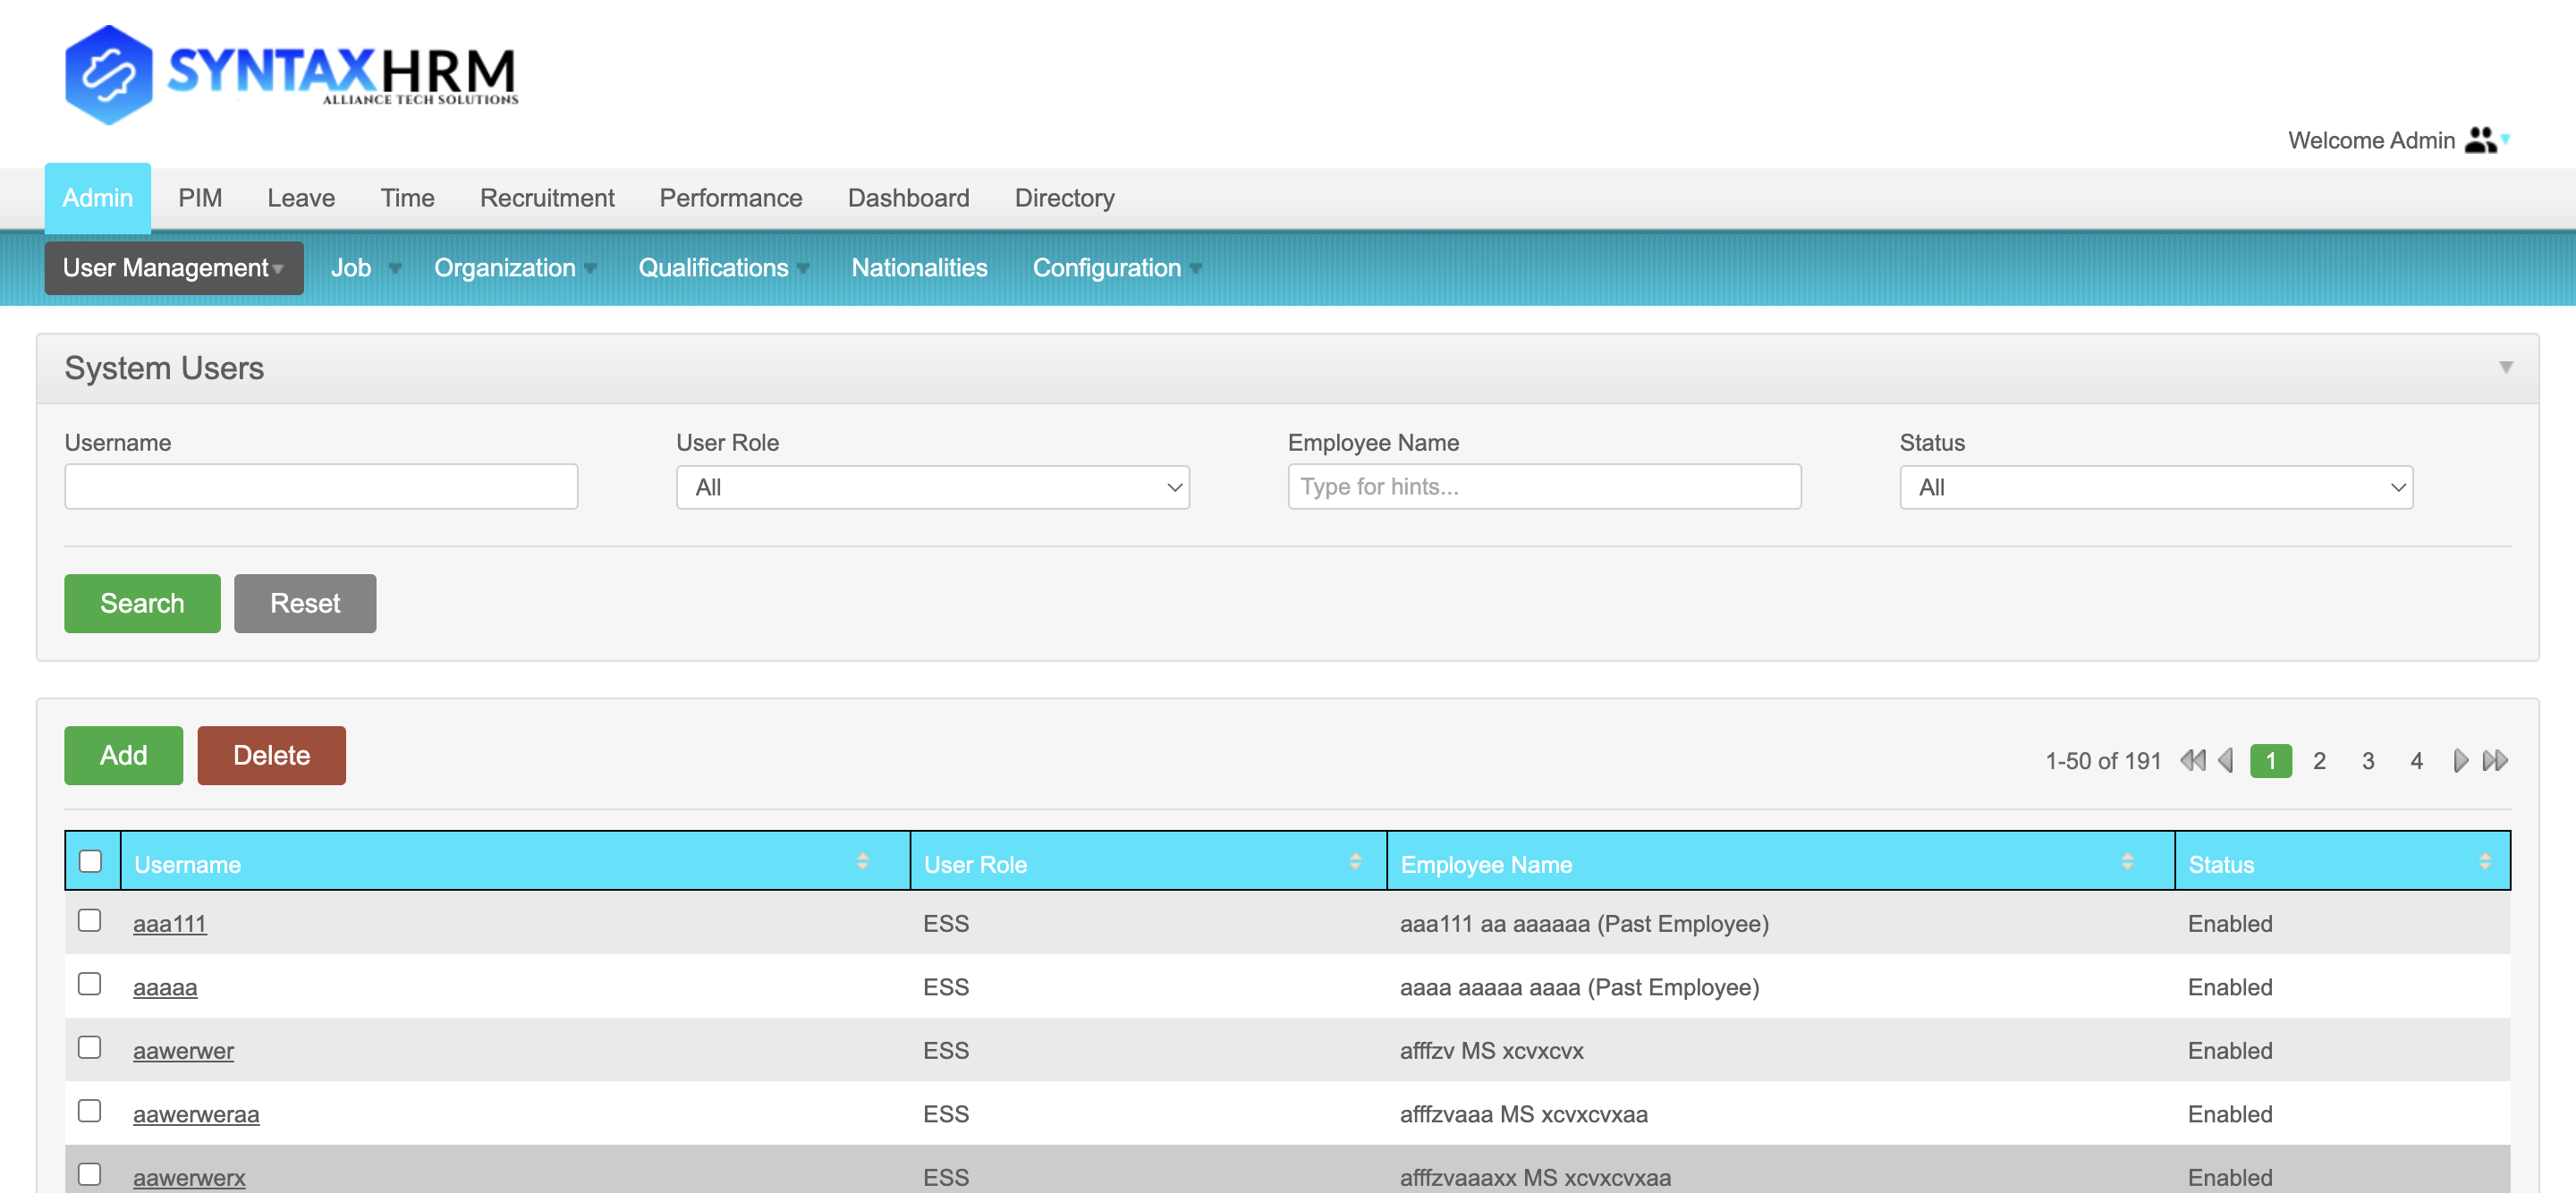 SYNTAXHRM
ALLIANCE TECH SOLUTIONS
Welcome Admin
Admin PIM Leave Time Recruitment Performance Dashboard Directory
User Management Job Organization Qualifications Nationalities Configuration
System Users
Username User Role Employee Name Status
All Type for hints... All
Search Reset
Add Delete 1-50 of 191 1 2 3 4
Username User Role Employee Name Status
aaa111 ESS aaa111 aa aaaaaa (Past Employee) Enabled
aaaaa ESS aaaa aaaaa aaaa (Past Employee) Enabled
aawerwer ESS afffzv MS xcvxcvx Enabled
aawerweraa ESS afffzvaaa MS xcvxcvxaa Enabled
aawerwerx ESS afffzvaaaxx MS xcvxcvxaa Enabled